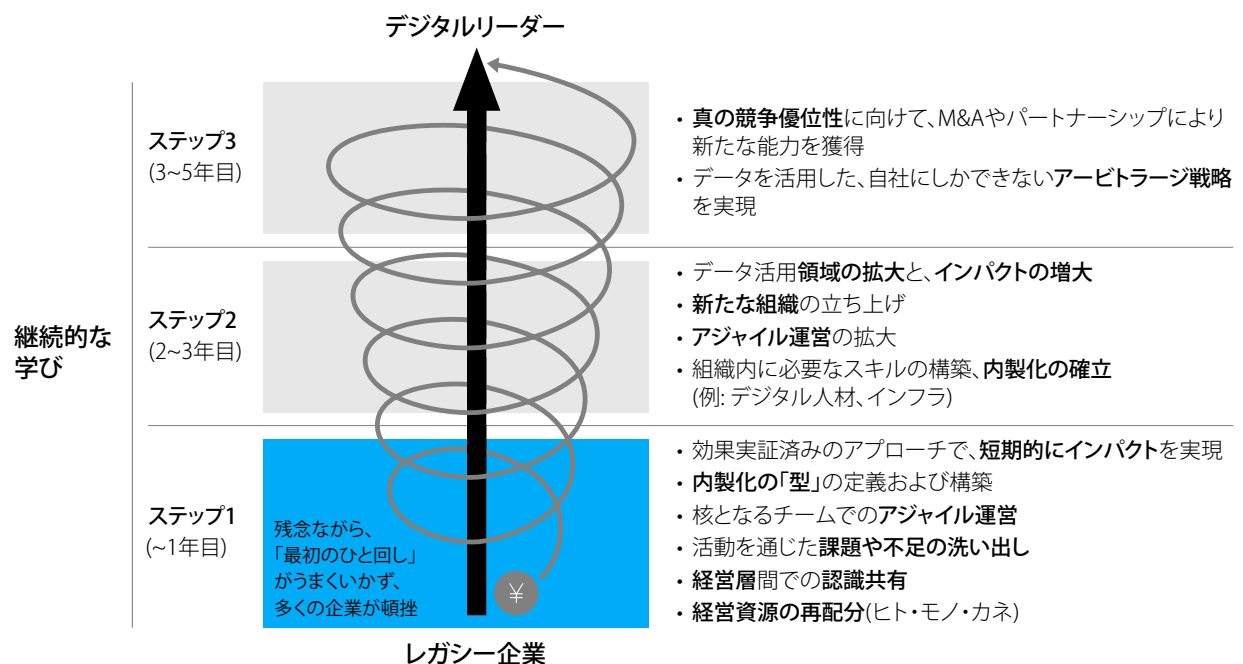 デジタルリーダー
継続的な
学び
ステップ3
(3~5年目)
・真の競争優位性に向けて、M&Aやパートナーシップにより
新たな能力を獲得
・データを活用した、自社にしかできないアービトラージ戦略
を実現
ステップ2
(2~3年目)
・データ活用領域の拡大と、インパクトの増大
・新たな組織の立ち上げ
・アジャイル運営の拡大
・組織内に必要なスキルの構築、内製化の確立
(例: デジタル人材、インフラ)
ステップ1
(~1年目)
残念ながら、
「最初のひと回し」
がうまくいかず、
多くの企業が頓挫
¥
・効果実証済みのアプローチで、短期的にインパクトを実現
・内製化の「型」の定義および構築
・核となるチームでのアジャイル運営
・活動を通じた課題や不足の洗い出し
・経営層間での認識共有
・経営資源の再配分(ヒト・モノ・カネ)
レガシー企業